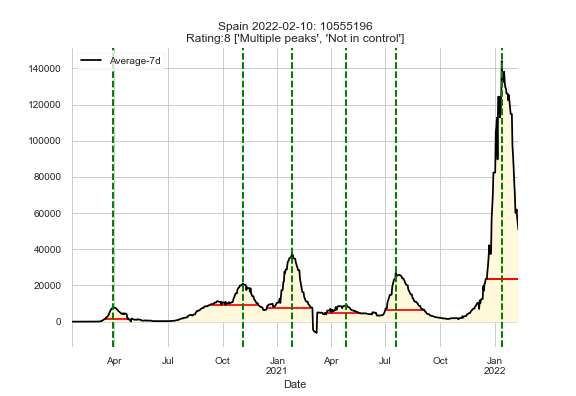 Spain 2022-02-10: 10555196
Rating:8 ['Multiple peaks', 'Not in control']
Average-7d
140000
120000
100000
80000
60000
40000
20000
0
Apr
Jul
Oct
Jan
2021
Apr
Jul
Oct
Jan
2022
Date